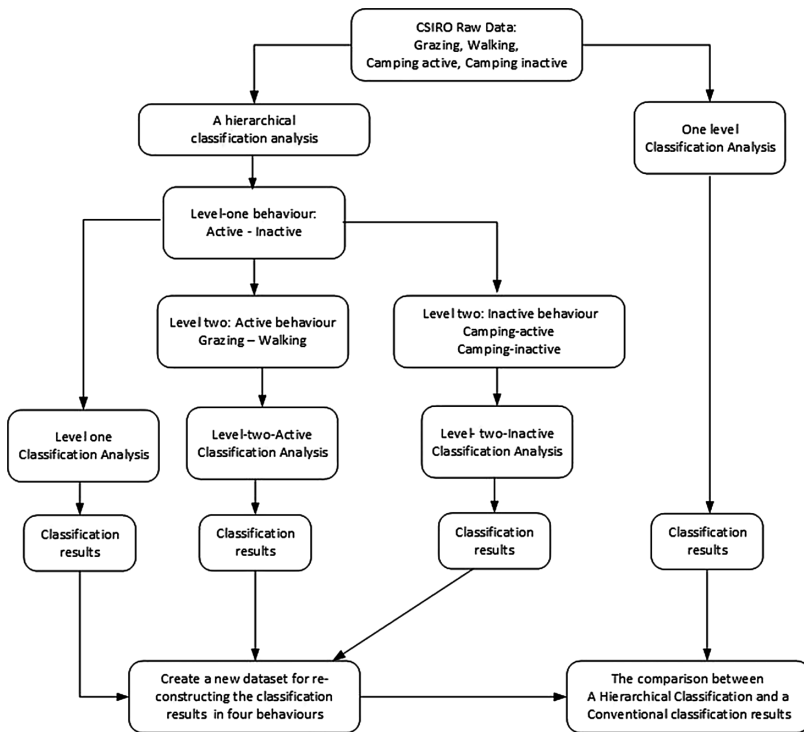 CSIRO Raw Data:
Grazing, Walking,
Camping active, Camping inactive
A hierarchical
classification analysis
One level
Classification Analysis
Level-one behaviour:
Active - Inactive
Level two: Active behaviour
Grazing – Walking
Level two: Inactive behaviour
Camping-active
Camping-inactive
Level one
Classification Analysis
Level-two-Active
Classification Analysis
Level- two-Inactive
Classification Analysis
Classification
results
Classification
results
Classification
results
Classification
results
Create a new dataset for re-
constructing the classification
results in four behaviours
The comparison between
A Hierarchical Classification and a
Conventional classification results